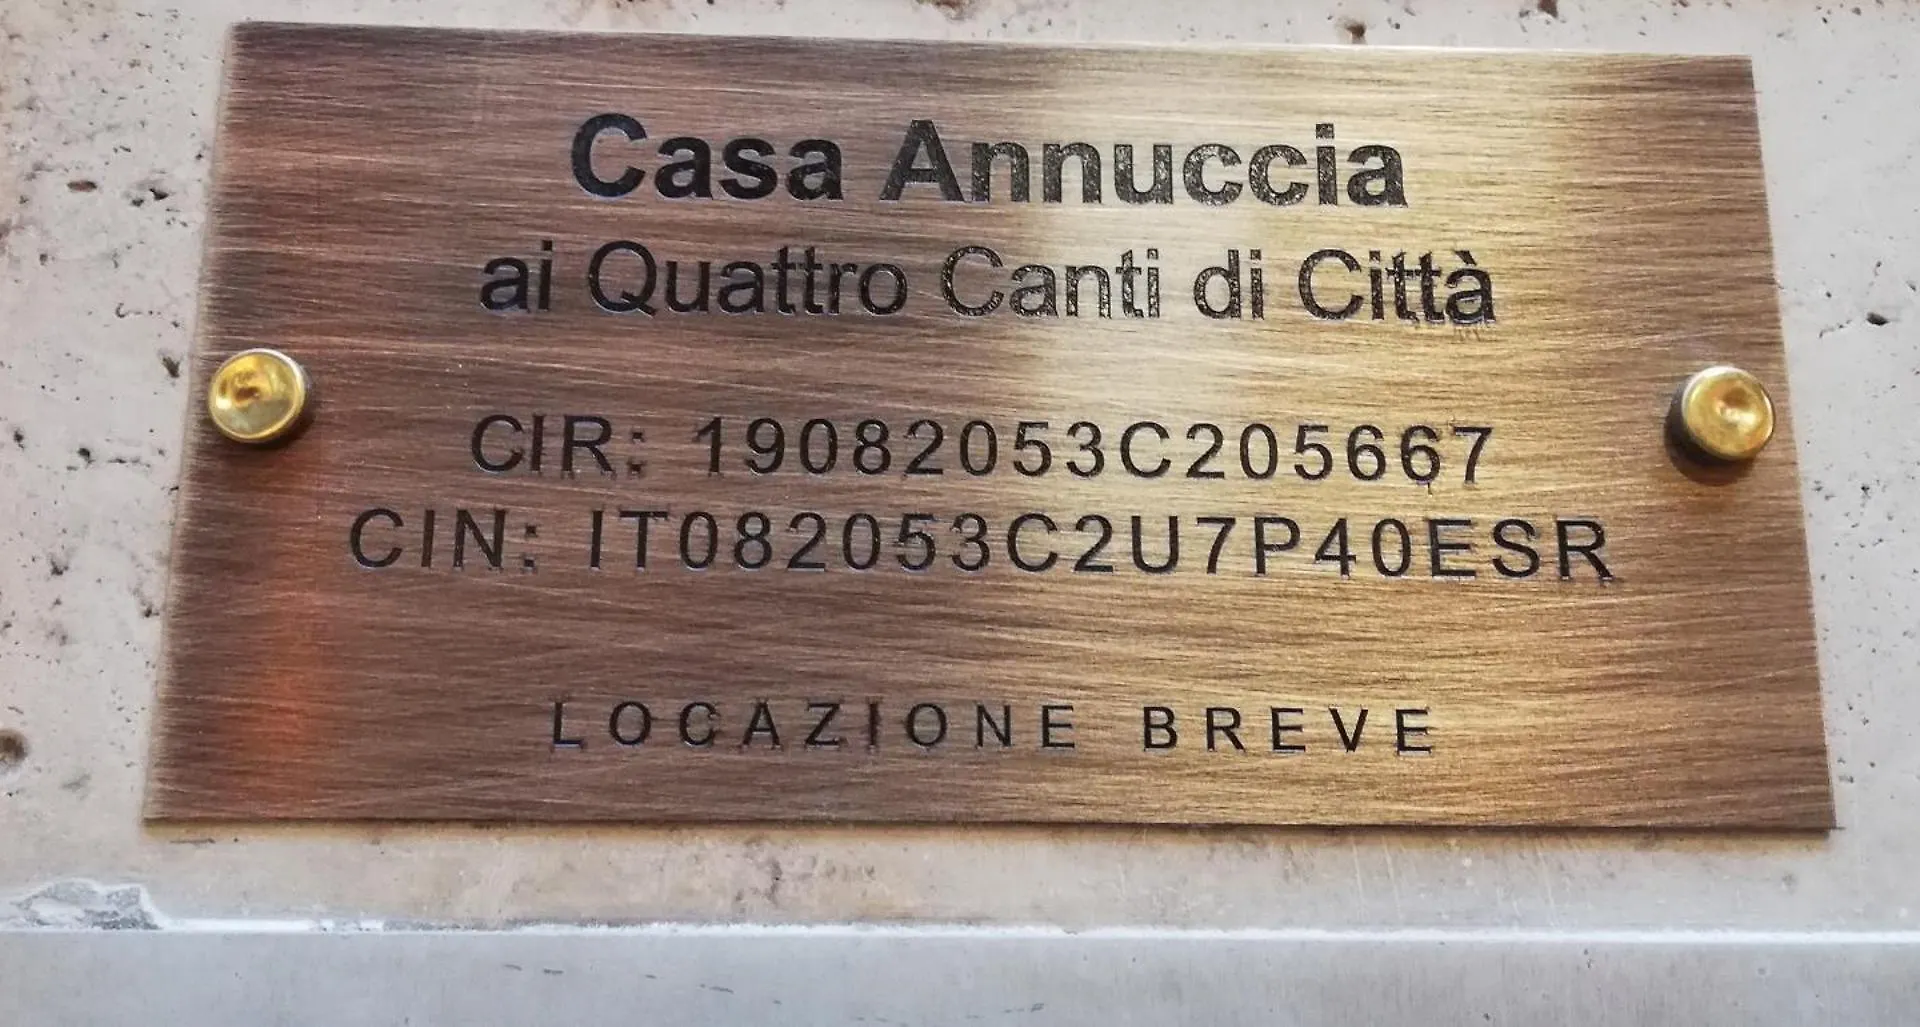 Casa Annuccia
ai Quattro Canti di Città
CIR: 19082053C205667
CIN: IT082053C2U7P40ESR
LOCAZIONE BREVE